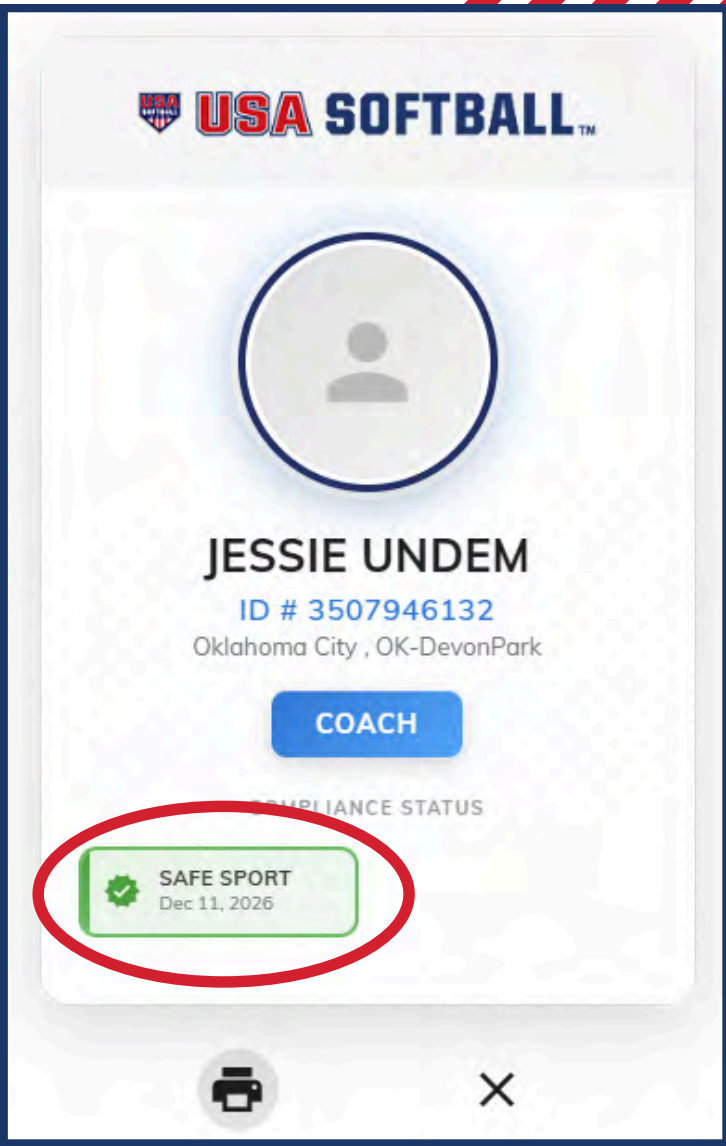 USA SOFTBALL USA SOFTBALL™
JESSIE UNDEM
ID # 3507946132
Oklahoma City , OK-DevonPark
COACH
COMPLIANCE STATUS
SAFE SPORT
Dec 11, 2026